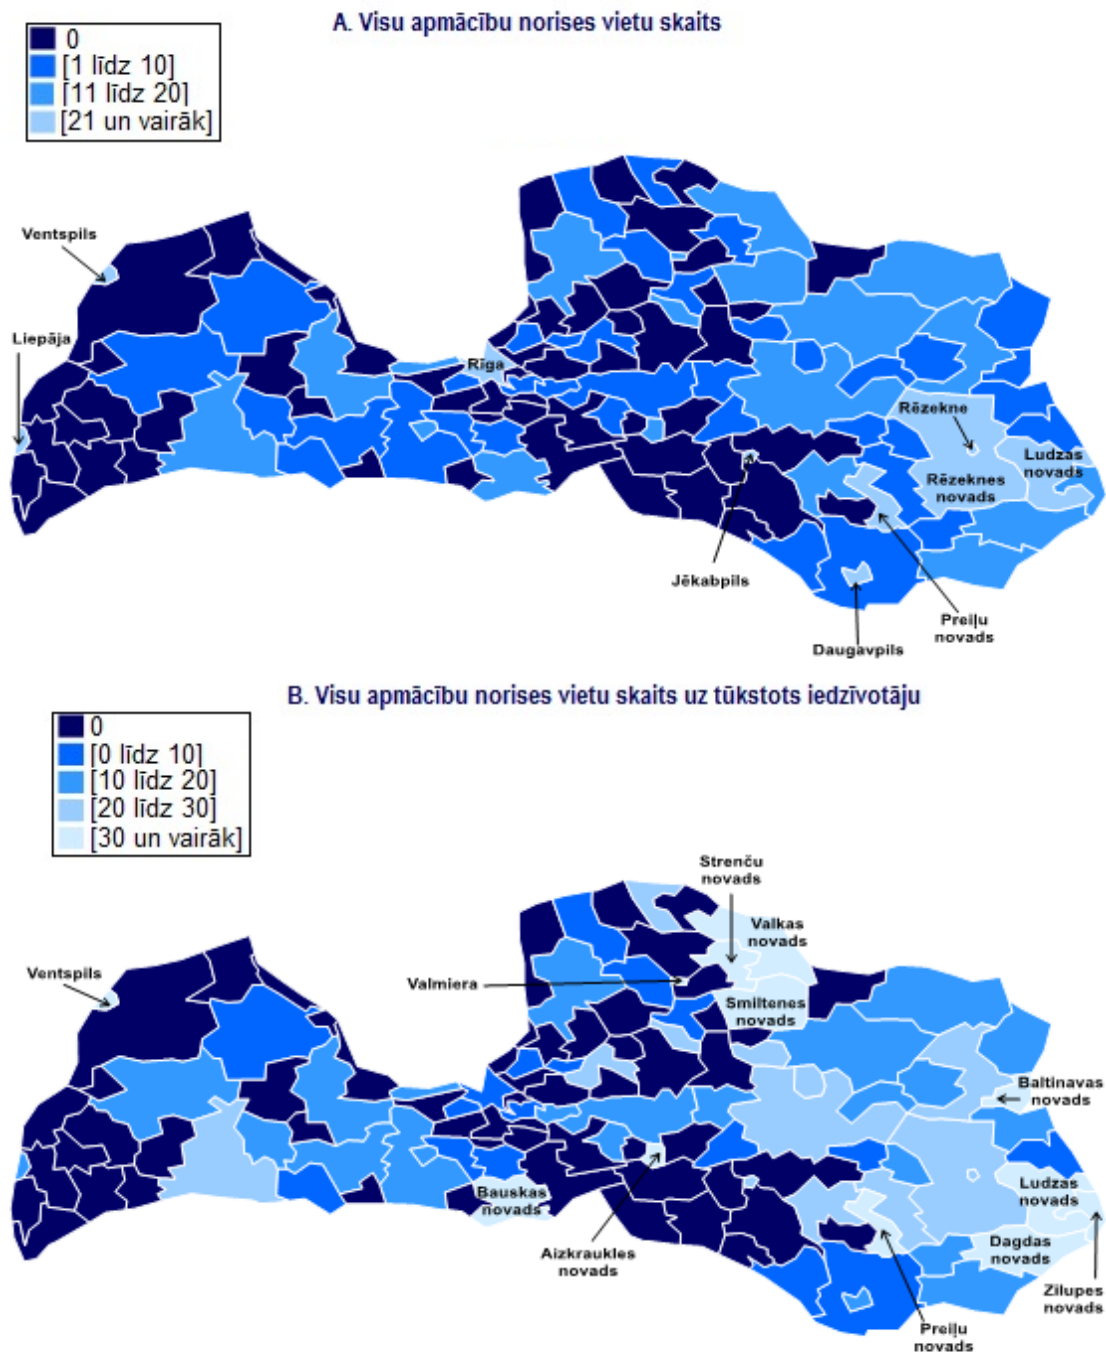 A. Visu apmācību norises vietu skaits
0
[1 līdz 10]
[11 līdz 20]
[21 un vairāk]
Ventspils
Liepāja
Rīga
Rēzekne
Ludzas
novads
Rēzeknes
novads
Jēkabpils
Preiļu
novads
Daugavpils
B. Visu apmācību norises vietu skaits uz tūkstots iedzīvotāju
0
[0 līdz 10]
[10 līdz 20]
[20 līdz 30]
[30 un vairāk]
Strenču
novads
Valkas
novads
Ventspils
Valmiera
Smiltenes
novads
Baltinavas
novads
Ludzas
novads
Bauskas
novads
Aizkraukles
novads
Dagdas
novads
Zilupes
novads
Preiļu
novads